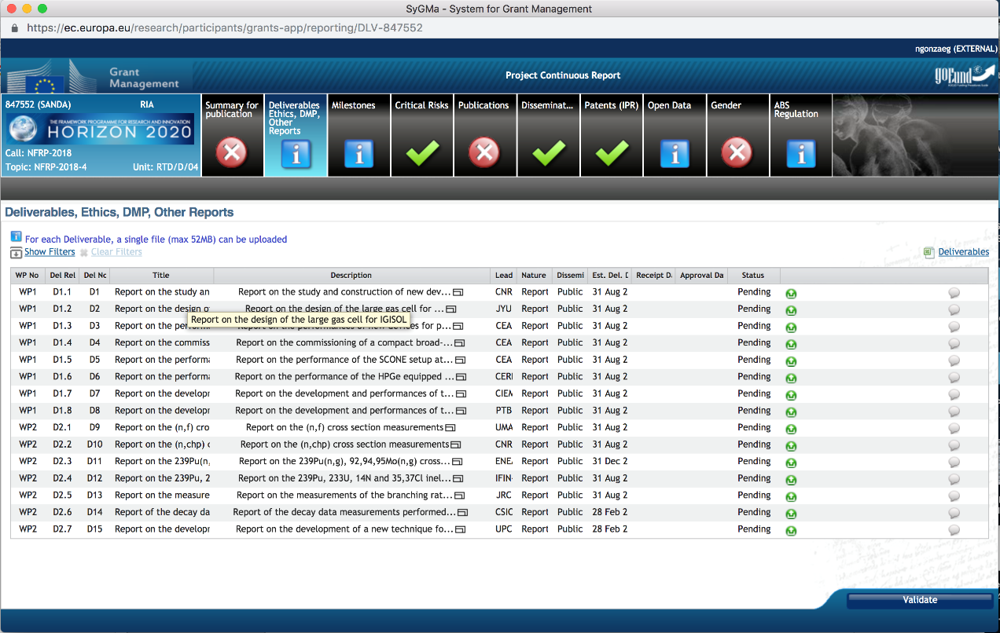 SyGMa - System for Grant Management
https://ec.europa.eu/research/participants/grants-app/reporting/DLV-847552
ngonzaeg (EXTERNAL)
Grant Management
Project Continuous Report
goFund
847552 (SANDA) RIA
THE FRAMEWORK PROGRAMME FOR RESEARCH AND INNOVATION
HORIZON 2020
Call: NFRP-2018
Topic: NFRP-2018-4 Unit: RTD/D/04
Summary for publication
Deliverables Ethics, DMP, Other Reports
Milestones
Critical Risks
Publications
Disseminat...
Patents (IPR)
Open Data
Gender
ABS Regulation
Deliverables, Ethics, DMP, Other Reports
For each Deliverable, a single file (max 52MB) can be uploaded
Show Filters Clear Filters Deliverables
WP No Del Rel Del No Title Description Lead Nature Dissemi Est. Del. D Receipt Da Approval Da Status
WP1 D1.1 D1 Report on the study an Report on the study and construction of new dev... CNR Report Public 31 Aug 2 Pending
WP1 D1.2 D2 Report on the design o Report on the design of the large gas cell for ... JYU Report Public 31 Aug 2 Pending
Report on the design of the large gas cell for IGISOL
WP1 D1.3 D3 Report on the perform Report on the performances of new devices for p... CEA Report Public 31 Aug 2 Pending
WP1 D1.4 D4 Report on the commiss Report on the commissioning of a compact broad-... CEA Report Public 31 Aug 2 Pending
WP1 D1.5 D5 Report on the performa Report on the performance of the SCONE setup at... CEA Report Public 31 Aug 2 Pending
WP1 D1.6 D6 Report on the performa Report on the performance of the HPGe equipped ... CERI Report Public 31 Aug 2 Pending
WP1 D1.7 D7 Report on the developr Report on the development and performances of t... CIEM Report Public 31 Aug 2 Pending
WP1 D1.8 D8 Report on the developr Report on the development and performances of t... PTB Report Public 31 Aug 2 Pending
WP2 D2.1 D9 Report on the (n,f) cro Report on the (n,f) cross section measurements UMA Report Public 31 Aug 2 Pending
WP2 D2.2 D10 Report on the (n,chp) c Report on the (n,chp) cross section measurements CNR Report Public 31 Aug 2 Pending
WP2 D2.3 D11 Report on the 239Pu(n, Report on the 239Pu(n,g), 92,94,95Mo(n,g) cross... ENE. Report Public 31 Dec 2 Pending
WP2 D2.4 D12 Report on the 239Pu, 2 Report on the 239Pu, 233U, 14N and 35,37Cl inel... IFIN- Report Public 31 Aug 2 Pending
WP2 D2.5 D13 Report on the measure Report on the measurements of the branching rat... JRC Report Public 31 Aug 2 Pending
WP2 D2.6 D14 Report of the decay da Report of the decay data measurements performed... CSIC Report Public 28 Feb 2 Pending
WP2 D2.7 D15 Report on the developr Report on the development of a new technique fo... UPC Report Public 28 Feb 2 Pending
Validate